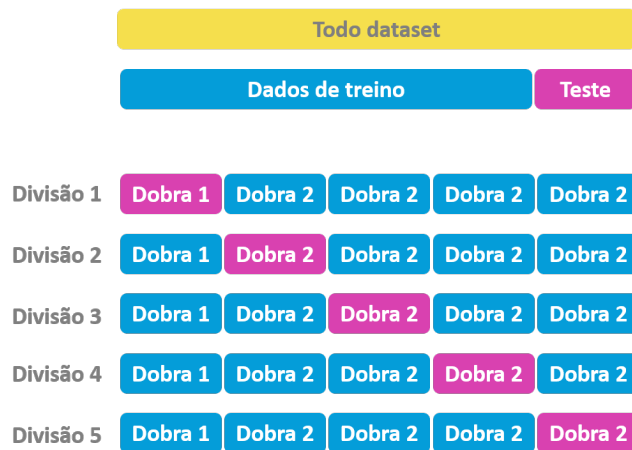 Todo dataset
Dados de treino Teste
Divisão 1 Dobra 1 Dobra 2 Dobra 2 Dobra 2 Dobra 2
Divisão 2 Dobra 1 Dobra 2 Dobra 2 Dobra 2 Dobra 2
Divisão 3 Dobra 1 Dobra 2 Dobra 2 Dobra 2 Dobra 2
Divisão 4 Dobra 1 Dobra 2 Dobra 2 Dobra 2 Dobra 2
Divisão 5 Dobra 1 Dobra 2 Dobra 2 Dobra 2 Dobra 2